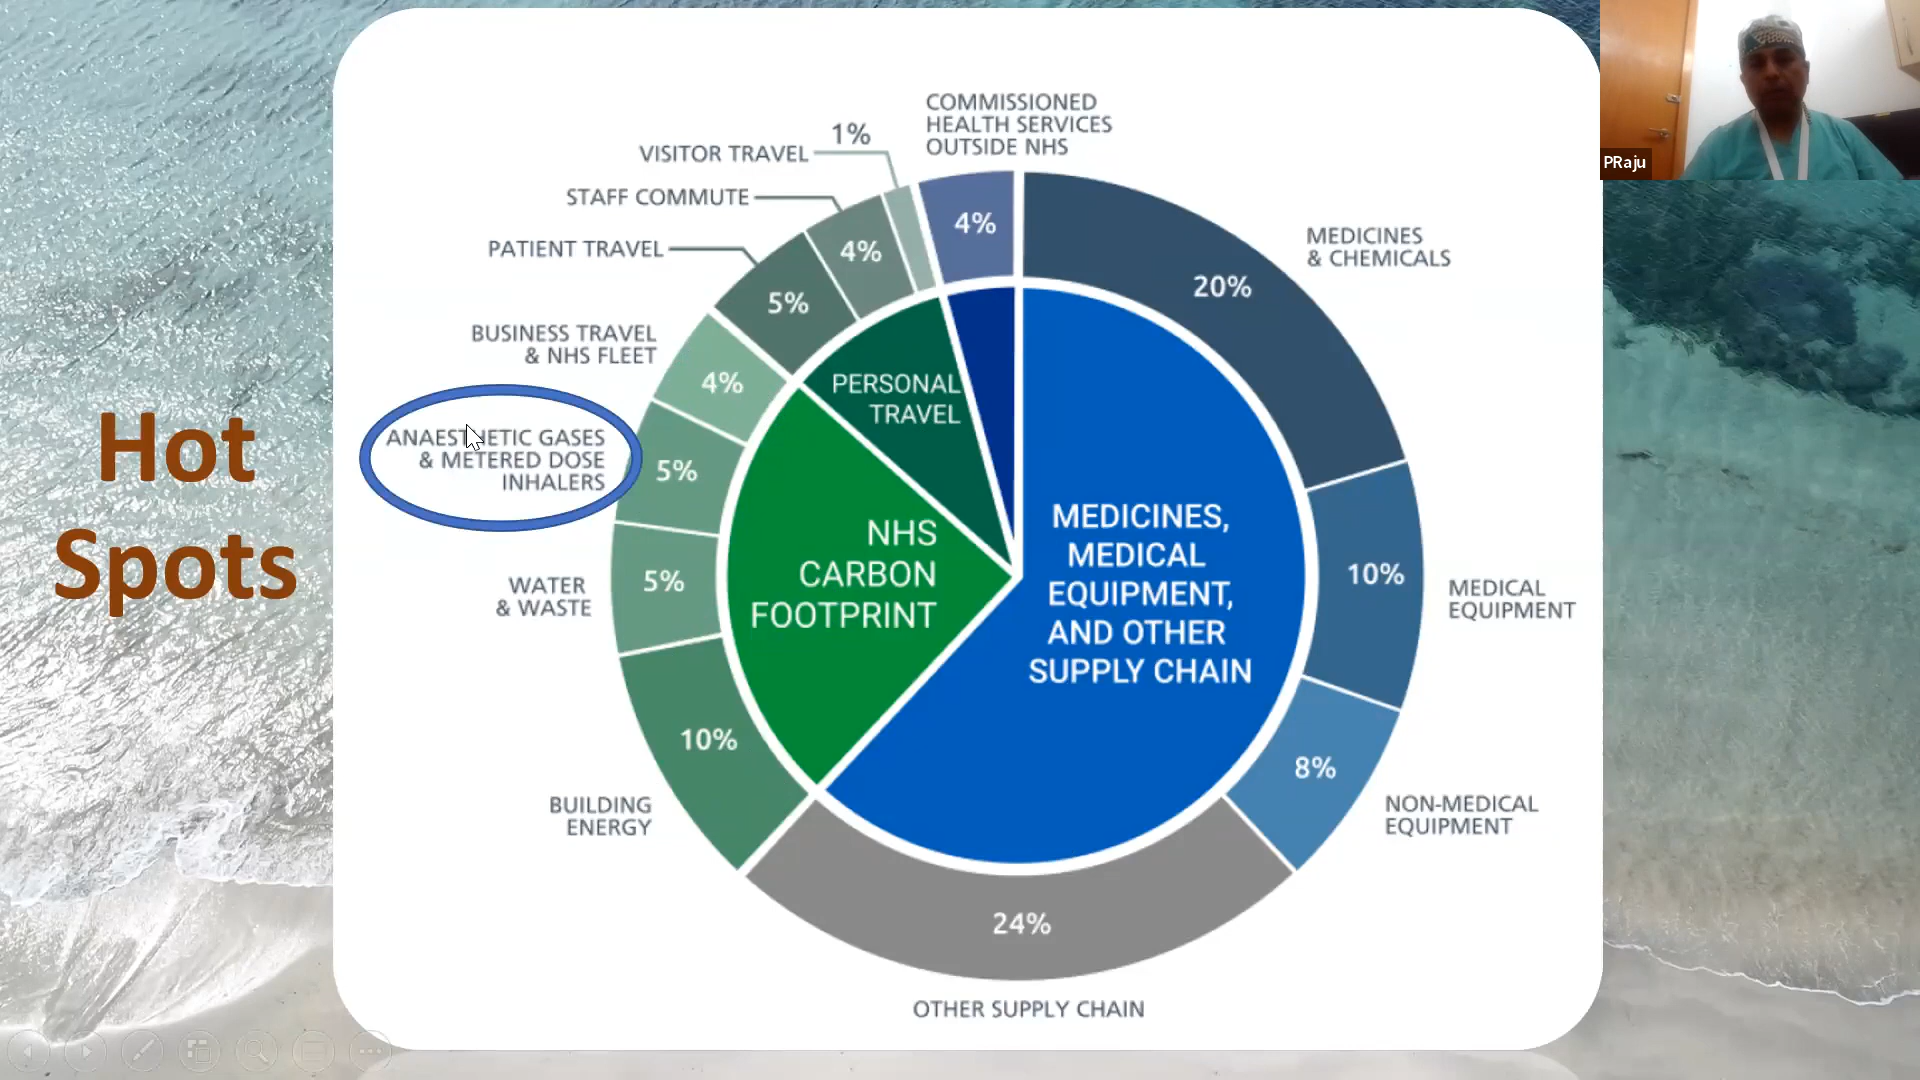 Hot
Spots
COMMISSIONED
HEALTH SERVICES
OUTSIDE NHS
1%
VISITOR TRAVEL
STAFF COMMUTE
PATIENT TRAVEL
BUSINESS TRAVEL
& NHS FLEET
ANAESTHETIC GASES
& METERED DOSE
INHALERS
WATER
& WASTE
BUILDING
ENERGY
4%
4%
5%
4%
5%
5%
10%
20%
10%
8%
24%
MEDICINES
& CHEMICALS
MEDICAL
EQUIPMENT
NON-MEDICAL
EQUIPMENT
OTHER SUPPLY CHAIN
PERSONAL
TRAVEL
NHS
CARBON
FOOTPRINT
MEDICINES,
MEDICAL
EQUIPMENT,
AND OTHER
SUPPLY CHAIN
PRaju